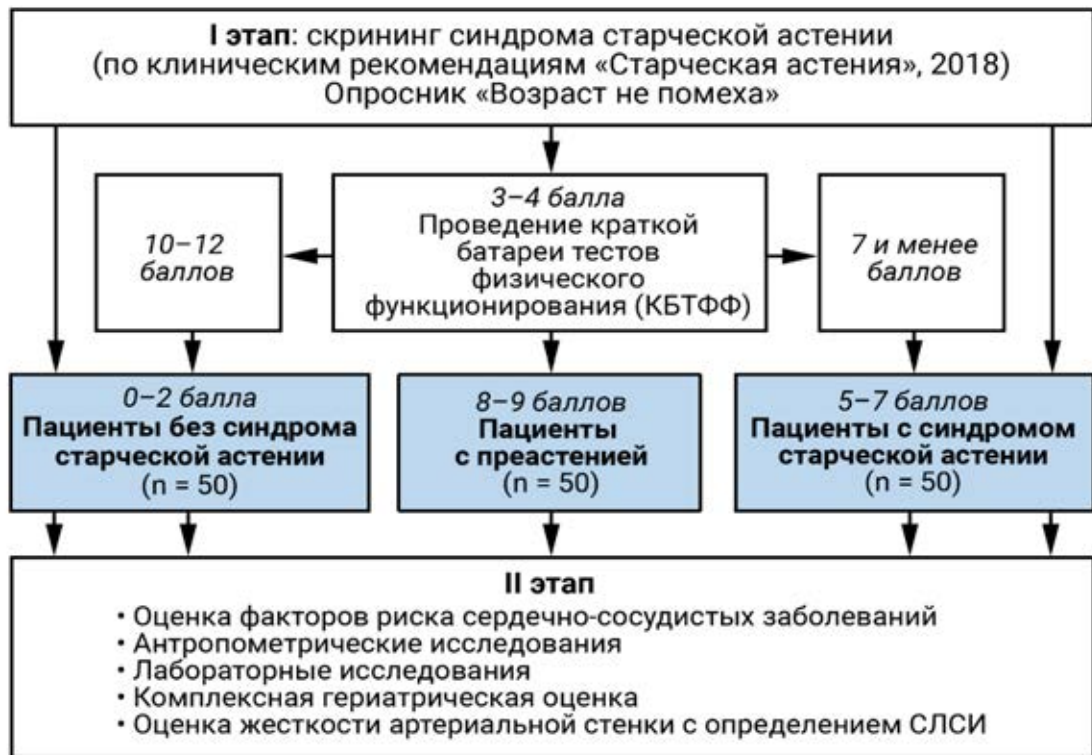 I этап: скрининг синдрома старческой астении
(по клиническим рекомендациям «Старческая астения», 2018)
Опросник «Возраст не помеха»
10–12
баллов
3–4 балла
Проведение краткой
батареи тестов
физического
функционирования (КБТФФ)
7 и менее
баллов
0–2 балла
Пациенты без синдрома
старческой астении
(n = 50)
8–9 баллов
Пациенты
с преастенией
(n = 50)
5–7 баллов
Пациенты с синдромом
старческой астении
(n = 50)
II этап
• Оценка факторов риска сердечно-сосудистых заболеваний
• Антропометрические исследования
• Лабораторные исследования
• Комплексная гериатрическая оценка
• Оценка жесткости артериальной стенки с определением СЛСИ